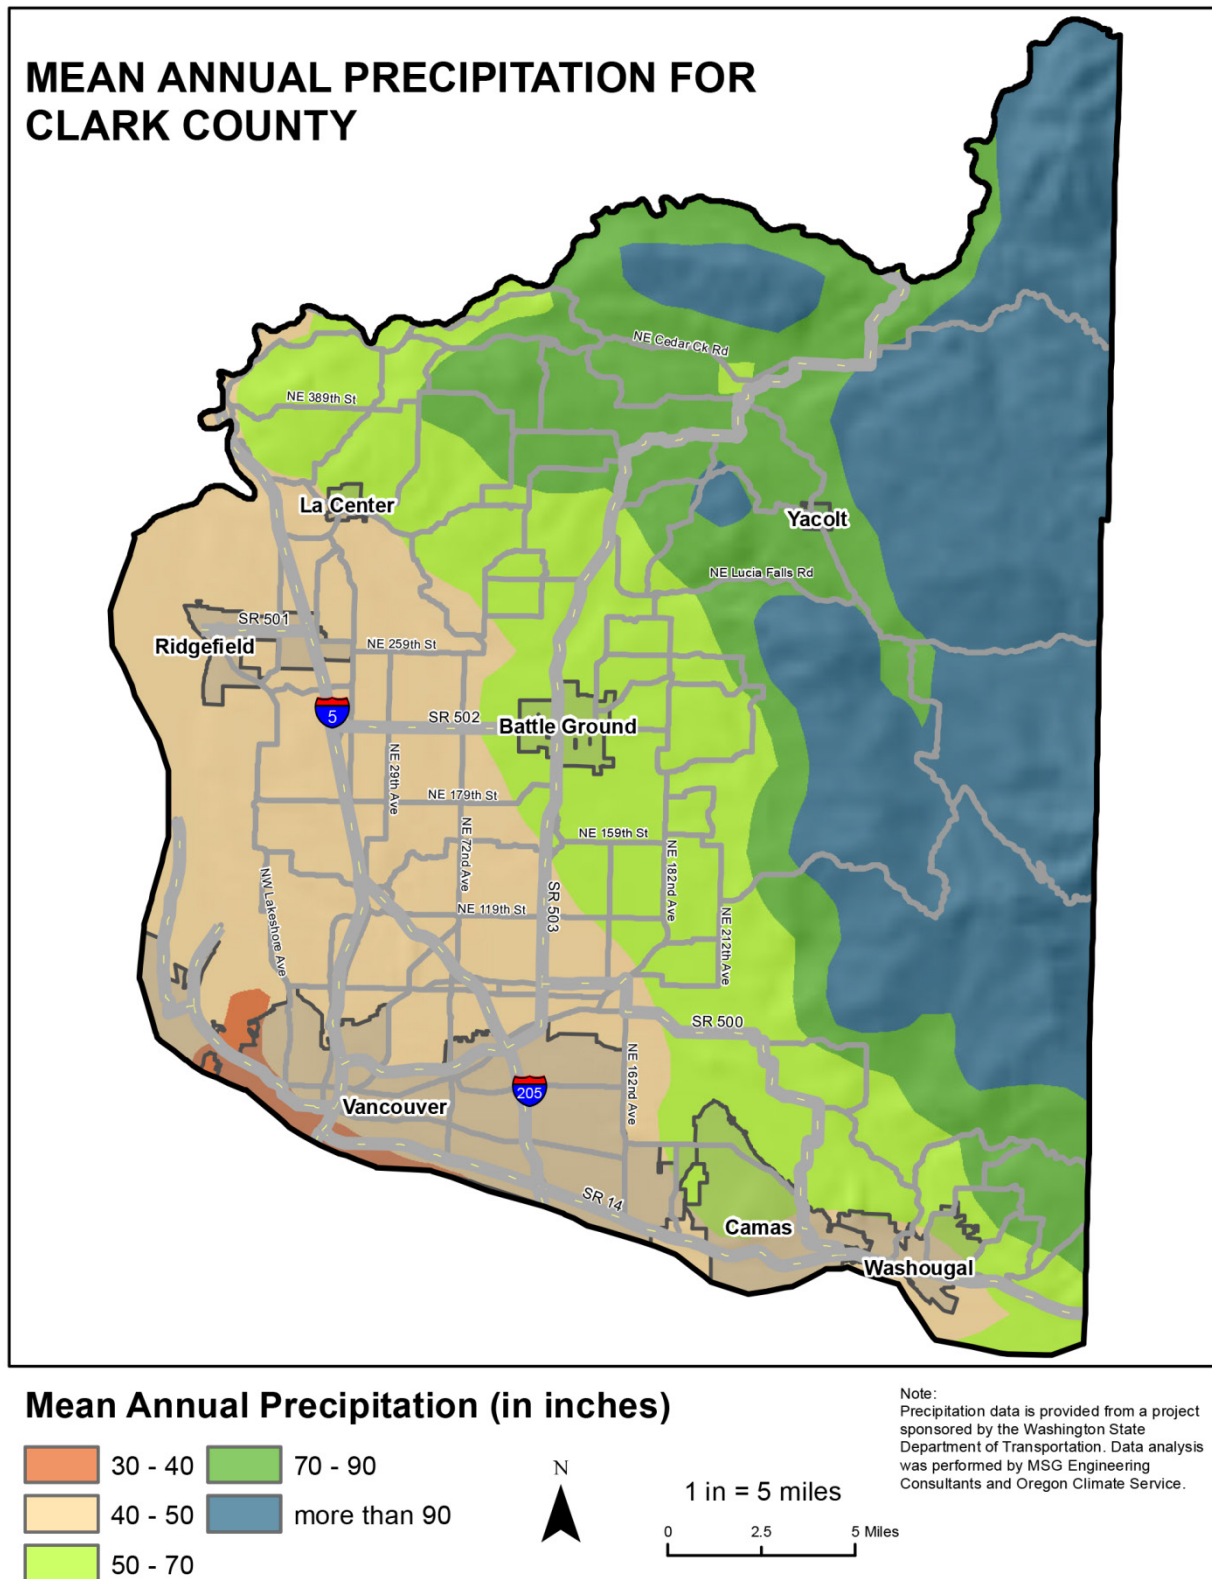 MEAN ANNUAL PRECIPITATION FOR
CLARK COUNTY
NE Cedar Ck Rd
NE 389th St
La Center
Yacolt
NE Lucia Falls Rd
SR 501
Ridgefield
NE 259th St
5
SR 502
Battle Ground
NE 29th Ave
NE 179th St
NE 72nd Ave
NE 159th St
NE 182nd Ave
NW Lakeshore Ave
SR 503
NE 119th St
NE 212th Ave
SR 500
NE 162nd Ave
205
Vancouver
SR 14
Camas
Washougal
Mean Annual Precipitation (in inches)
30 - 40
70 - 90
40 - 50
more than 90
50 - 70
N
1 in = 5 miles
0 2.5 5 Miles
Note:
Precipitation data is provided from a project
sponsored by the Washington State
Department of Transportation. Data analysis
was performed by MSG Engineering
Consultants and Oregon Climate Service.